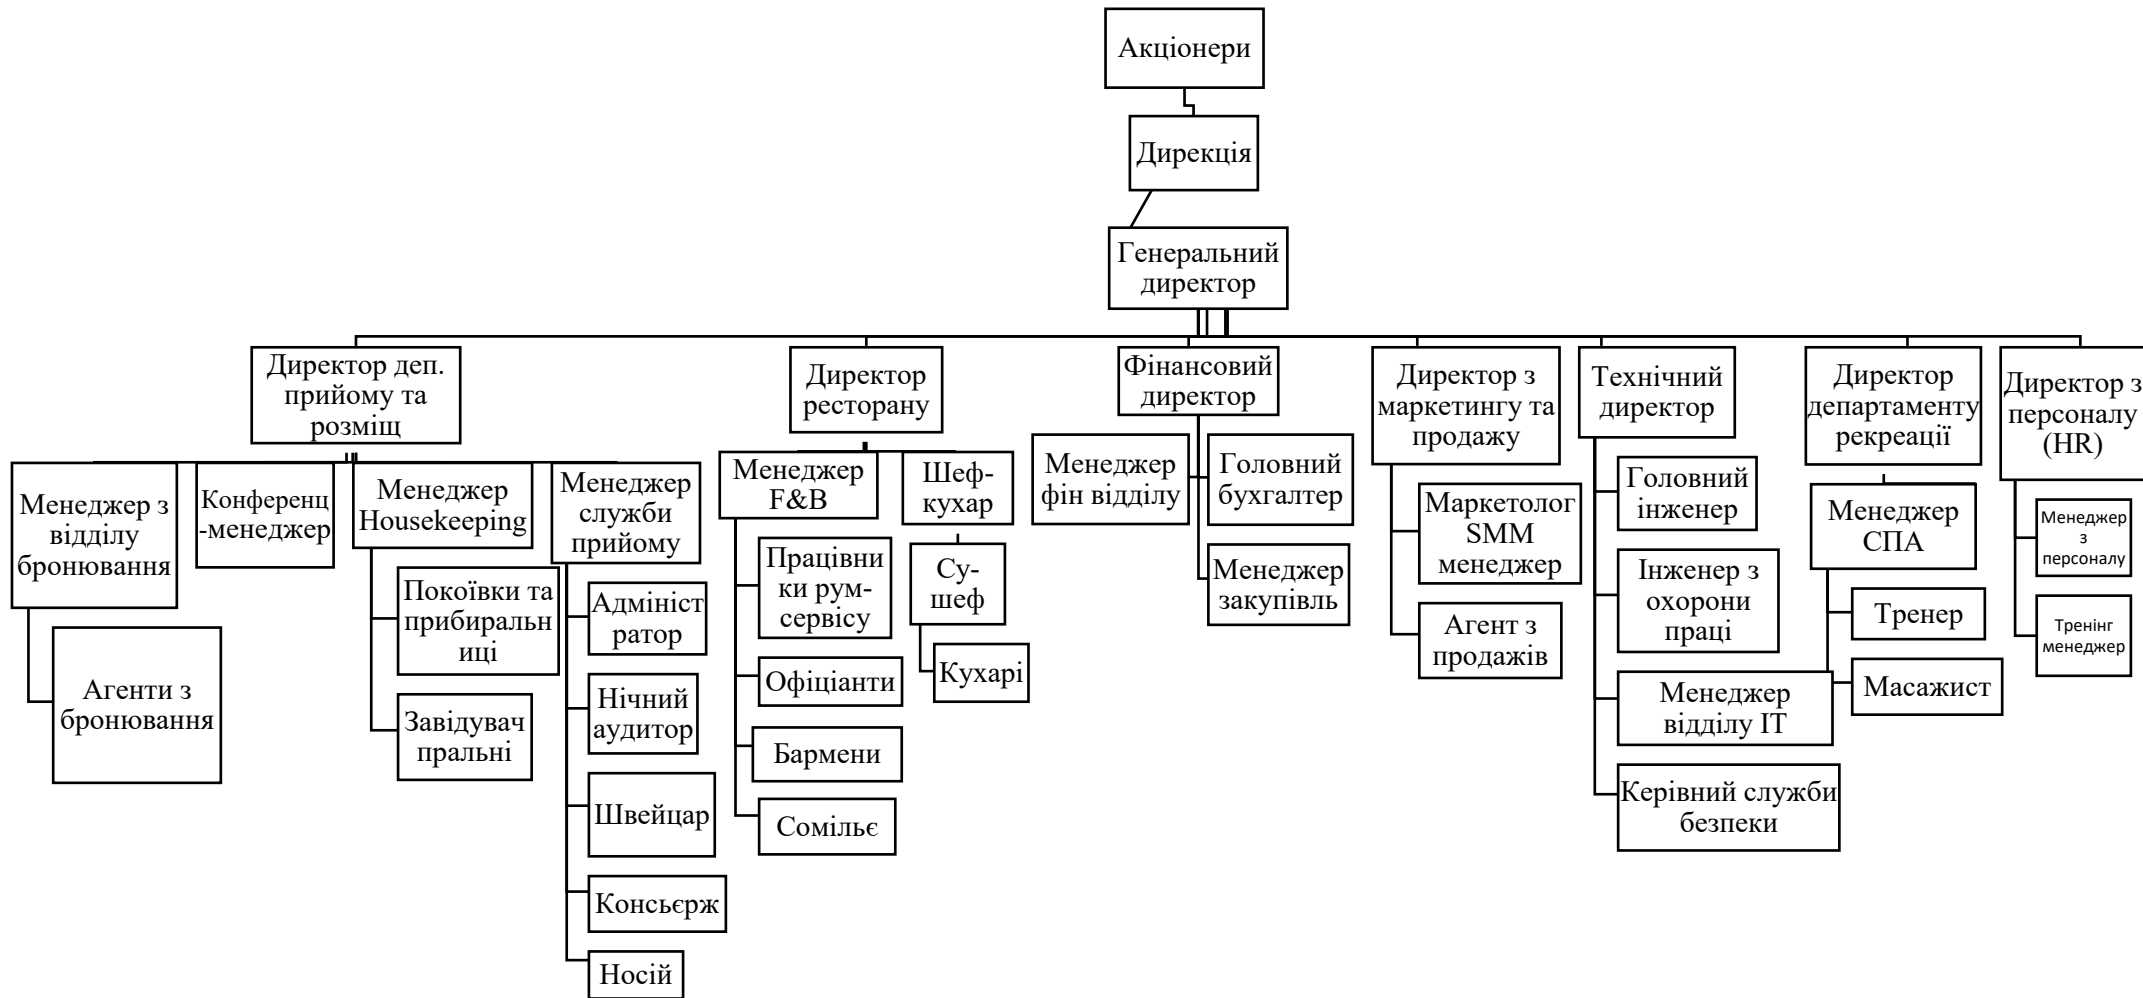 Акціонери
Дирекція
Генеральний
директор
Директор деп.
прийому та
розміщ
Директор
ресторану
Фінансовий
директор
Директор з
маркетингу та
продажу
Технічний
директор
Директор
департаменту
рекреації
Директор з
персоналу
(HR)
Менеджер з
відділу
бронювання
Агенти з
бронювання
Конференц
-менеджер
Менеджер
Housekeeping
Покоївки та
прибиральн
иці
Завідувач
пральні
Менеджер
служби
прийому
Адмініст
ратор
Нічний
аудитор
Швейцар
Консьєрж
Носій
Менеджер
F&B
Працівни
ки рум-
сервісу
Офіціанти
Бармени
Сомільє
Шеф-
кухар
Су-
шеф
Кухарі
Менеджер
фін відділу
Головний
бухгалтер
Менеджер
закупівль
Маркетолог
SMM
менеджер
Агент з
продажів
Головний
інженер
Інженер з
охорони
праці
Менеджер
відділу ІТ
Керівний служби
безпеки
Менеджер
СПА
Тренер
Масажист
Менеджер
з
персоналу
Тренінг
менеджер